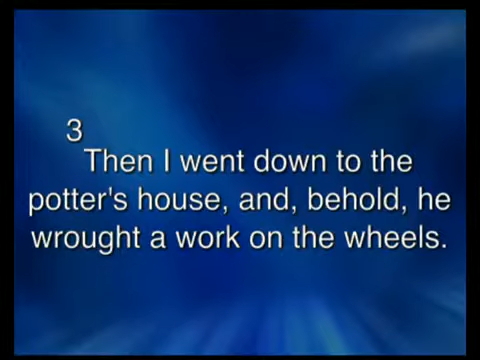 3
Then I went down to the
potter's house, and, behold, he
wrought a work on the wheels.